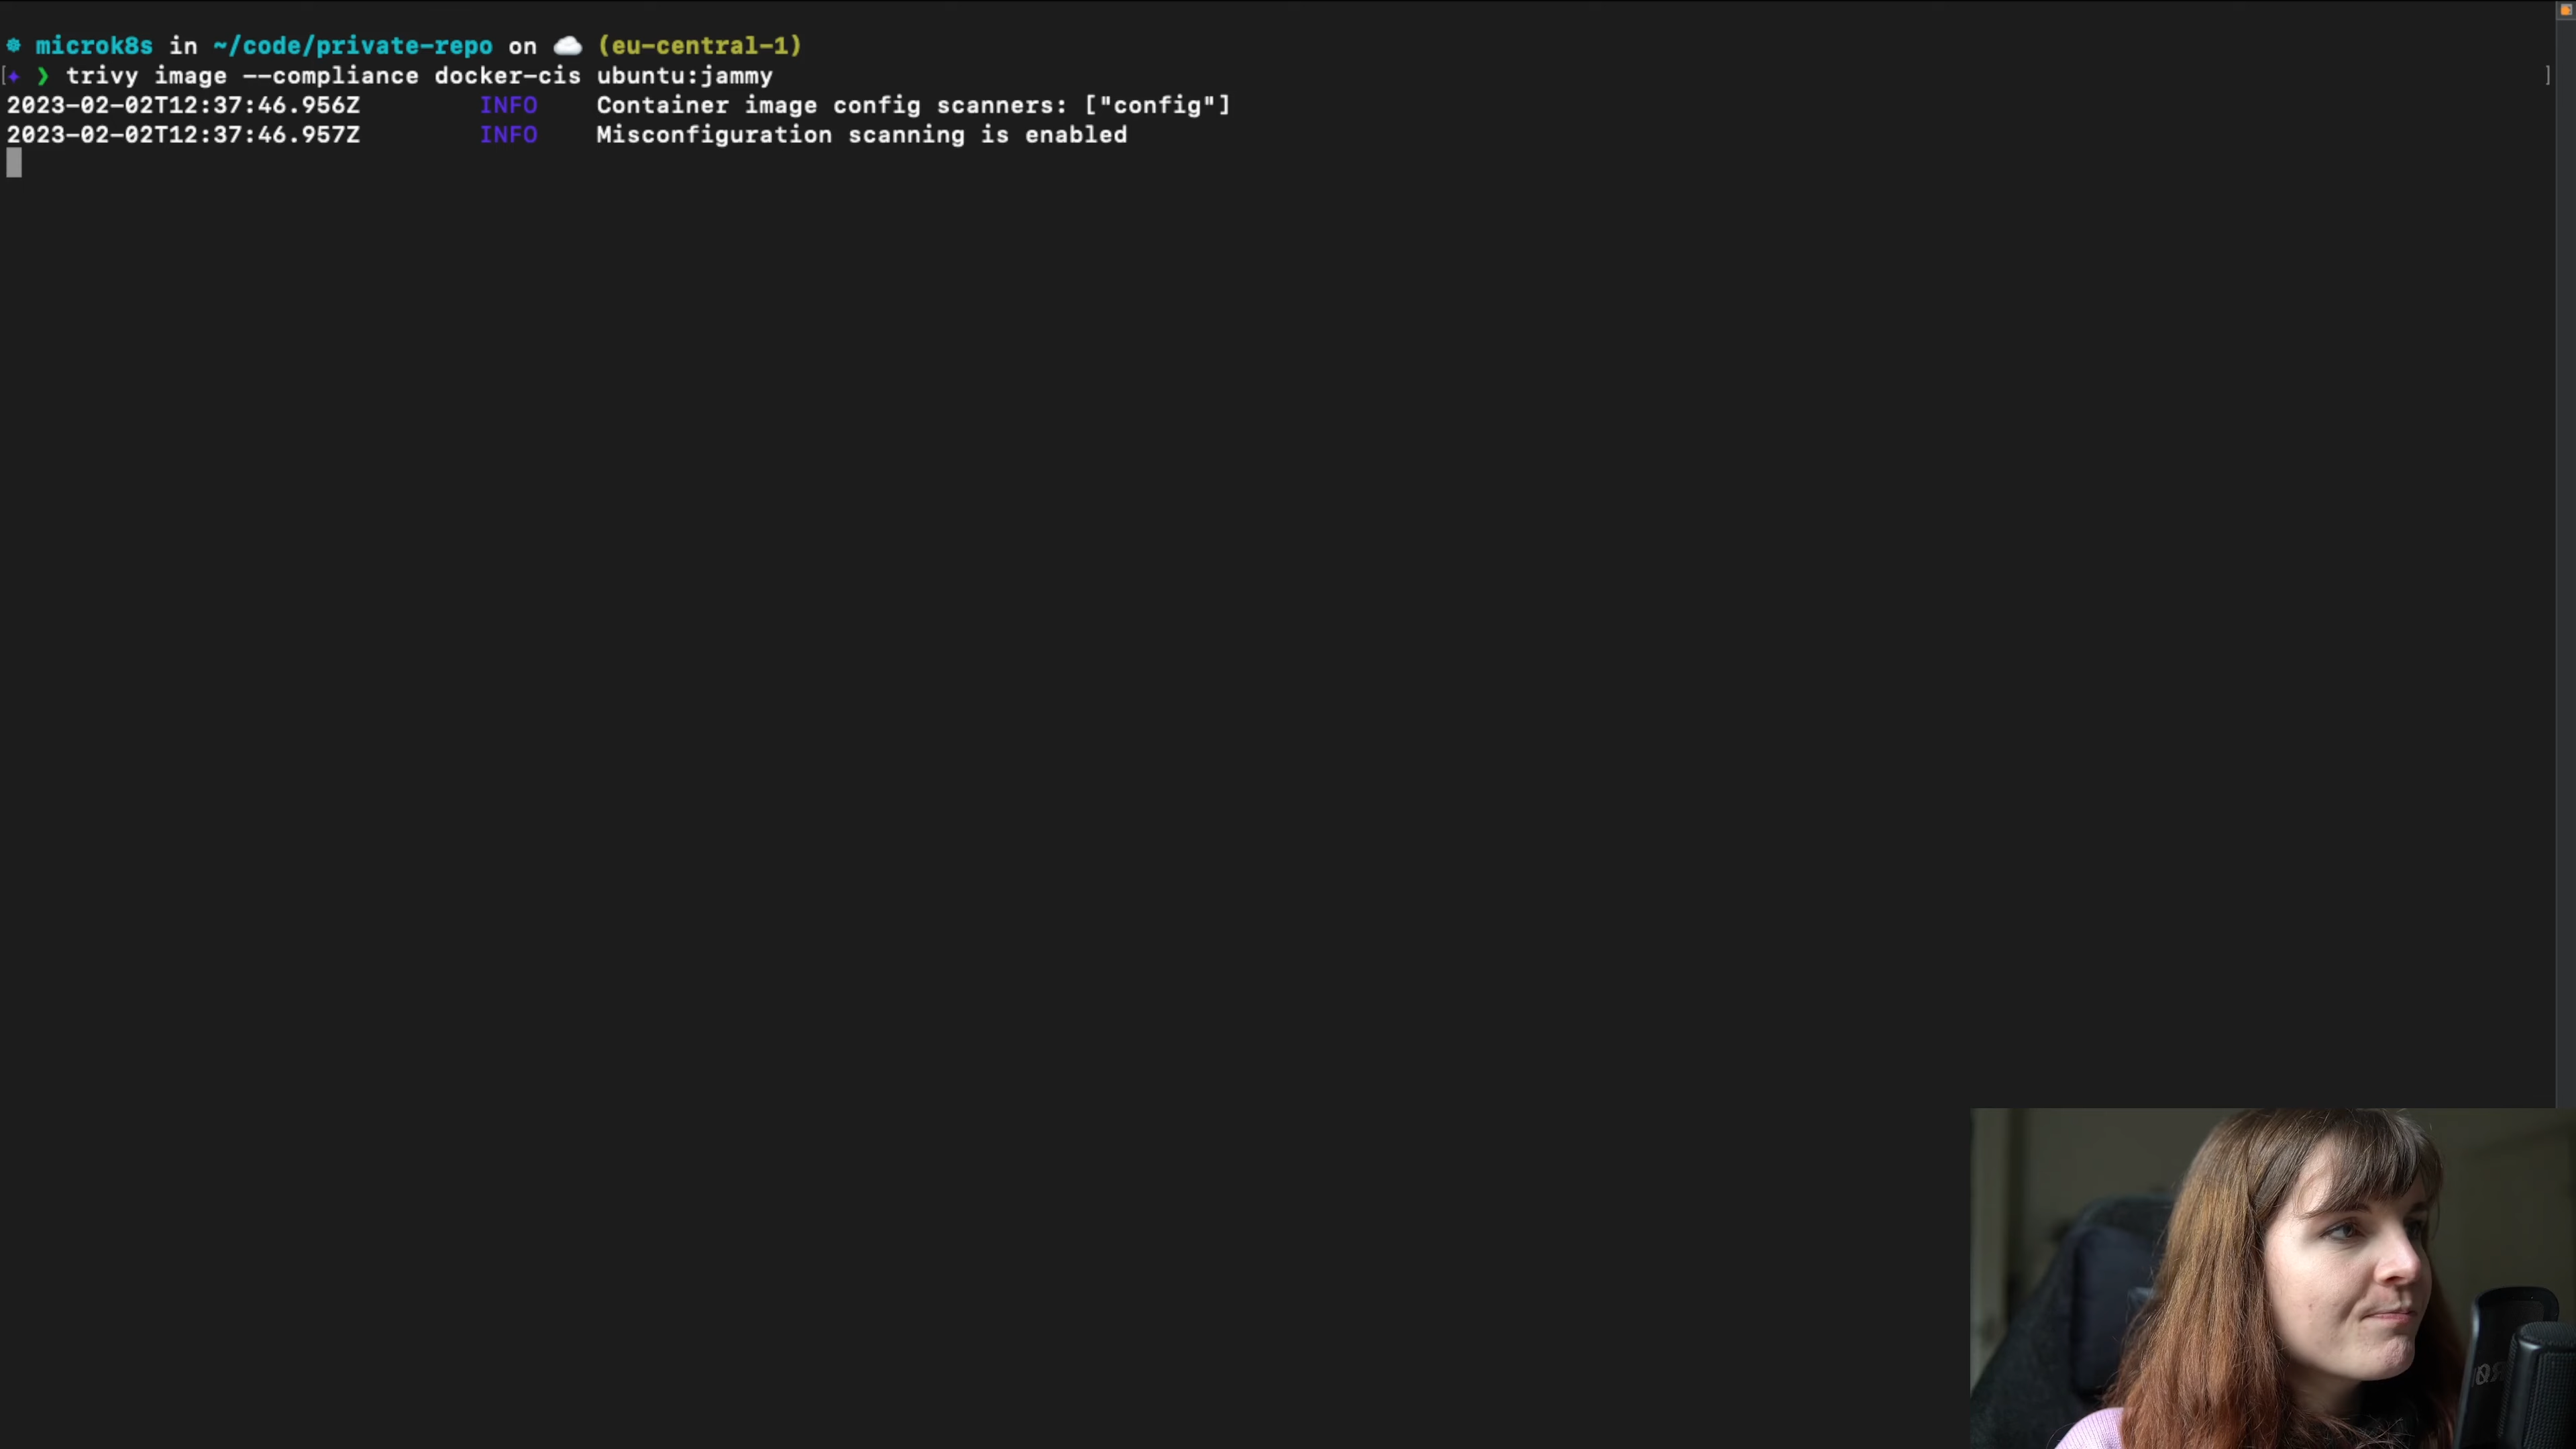 microk8s in ~/code/private-repo on ☁️ (eu-central-1)
[✦ ❯ trivy image --compliance docker-cis ubuntu:jammy ]
2023-02-02T12:37:46.956Z INFO Container image config scanners: ["config"]
2023-02-02T12:37:46.957Z INFO Misconfiguration scanning is enabled